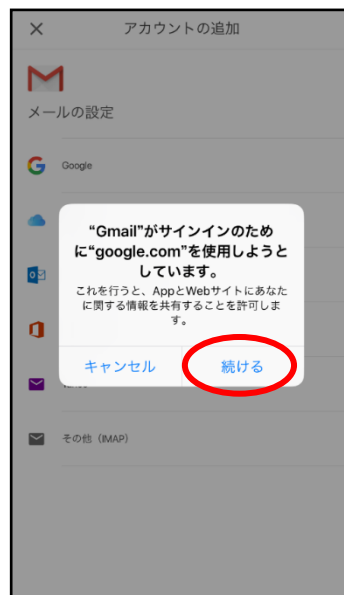 アカウントの追加
メールの設定
Google
“Gmail”がサインインのため
に“google.com”を使用しようと
しています。
これを行うと、AppとWebサイトにあなた
に関する情報を共有することを許可しま
す。
キャンセル
続ける
その他（IMAP）